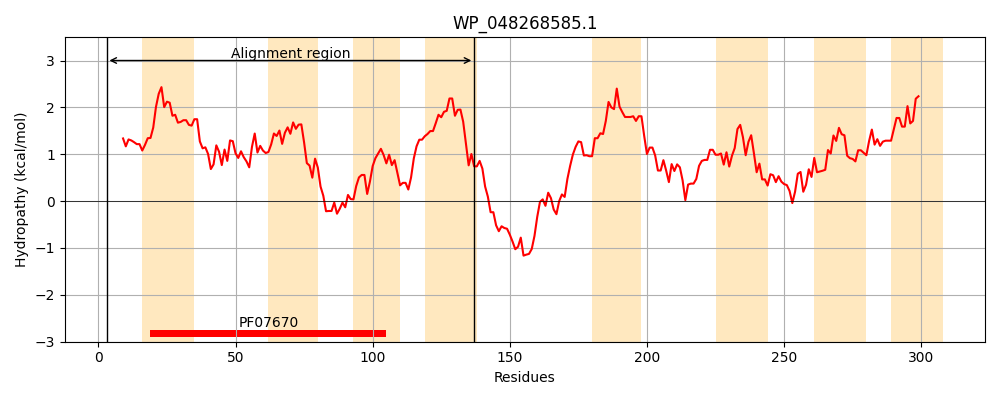 WP_048268585.1
Alignment region
Hydropathy (kcal/mol)
3
2
1
0
−1
−2
−3
PF07670
0
50
100
150
200
250
300
Residues